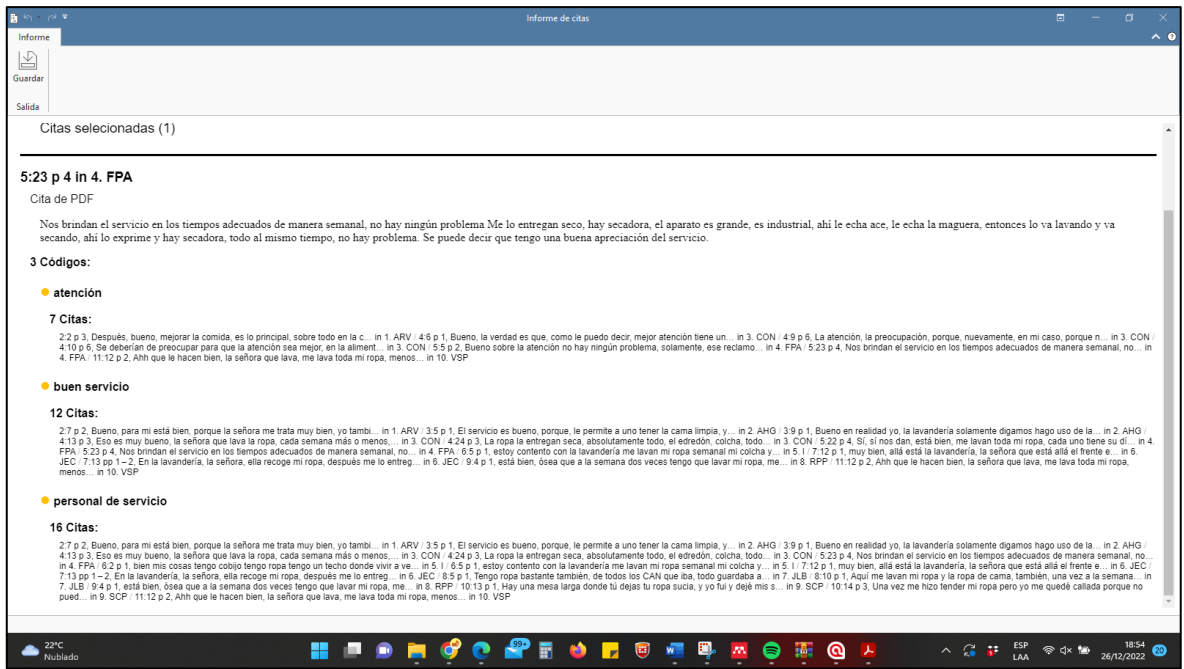 Informe de citas
Informe
Guardar
Salida
Citas selecionadas (1)
5:23 p 4 in 4. FPA
Cita de PDF
Nos brindan el servicio en los tiempos adecuados de manera semanal, no hay ningún problema Me lo entregan seco, hay secadora, el aparato es grande, es industrial, ahí le echa ace, le echa la maguera, entonces lo va lavando y va
secando, ahí lo exprime y hay secadora, todo al mismo tiempo, no hay problema. Se puede decir que tengo una buena apreciación del servicio.
3 Códigos:
● atención
7 Citas:
2:2 p 3, Después, bueno, mejorar la comida, es lo principal, sobre todo en la c… in 1. ARV / 4:6 p 1, Bueno, la verdad es que, como le puedo decir, mejor atención tiene un… in 3. CON / 4:9 p 6, La atención, la preocupación, porque, nuevamente, en mi caso, porque n… in 3. CON /
4:10 p 6, Se deberían de preocupar para que la atención sea mejor, en la aliment… in 3. CON / 5:5 p 2, Bueno sobre la atención no hay ningún problema, solamente, ese reclamo… in 4. FPA / 5:23 p 4, Nos brindan el servicio en los tiempos adecuados de manera semanal, no… in
4. FPA / 11:12 p 2, Ahh que le hacen bien, la señora que lava, me lava toda mi ropa, menos… in 10. VSP
● buen servicio
12 Citas:
2:7 p 2, Bueno, para mi está bien, porque la señora me trata muy bien, yo tambi… in 1. ARV / 3:5 p 1, El servicio es bueno, porque, le permite a uno tener la cama limpia, y… in 2. AHG / 3:9 p 1, Bueno en realidad yo, la lavandería solamente digamos hago uso de la… in 2. AHG /
4:13 p 3, Eso es muy bueno, la señora que lava la ropa, cada semana más o menos,… in 3. CON / 4:24 p 3, La ropa la entregan seca, absolutamente todo, el edredón, colcha, todo… in 3. CON / 5:22 p 4, Sí, sí nos dan, está bien, me lavan toda mi ropa, cada uno tiene su dí… in 4.
FPA / 5:23 p 4, Nos brindan el servicio en los tiempos adecuados de manera semanal, no… in 4. FPA / 6:5 p 1, estoy contento con la lavandería me lavan mi ropa semanal mi colcha y… in 5. I / 7:12 p 1, muy bien, allá está la lavandería, la señora que está allá el frente e… in 6.
JEC / 7:13 pp 1 – 2, En la lavandería, la señora, ella recoge mi ropa, después me lo entreg… in 6. JEC / 9:4 p 1, está bien, ósea que a la semana dos veces tengo que lavar mi ropa, me… in 8. RPP / 11:12 p 2, Ahh que le hacen bien, la señora que lava, me lava toda mi ropa,
menos… in 10. VSP
● personal de servicio
16 Citas:
2:7 p 2, Bueno, para mi está bien, porque la señora me trata muy bien, yo tambi… in 1. ARV / 3:5 p 1, El servicio es bueno, porque, le permite a uno tener la cama limpia, y… in 2. AHG / 3:9 p 1, Bueno en realidad yo, la lavandería solamente digamos hago uso de la… in 2. AHG /
4:13 p 3, Eso es muy bueno, la señora que lava la ropa, cada semana más o menos,… in 3. CON / 4:24 p 3, La ropa la entregan seca, absolutamente todo, el edredón, colcha, todo… in 3. CON / 5:23 p 4, Nos brindan el servicio en los tiempos adecuados de manera semanal, no…
in 4. FPA / 6:2 p 1, bien mis cosas tengo cobijo tengo ropa tengo un techo donde vivir a ve… in 5. I / 6:5 p 1, estoy contento con la lavandería me lavan mi ropa semanal mi colcha y… in 5. I / 7:12 p 1, muy bien, allá está la lavandería, la señora que está allá el frente e… in 6. JEC /
7:13 pp 1 – 2, En la lavandería, la señora, ella recoge mi ropa, después me lo entreg… in 6. JEC / 8:5 p 1, Tengo ropa bastante también, de todos los CAN que iba, todo guardaba a… in 7. JLB / 8:10 p 1, Aquí me lavan mi ropa y la ropa de cama, también, una vez a la semana… in
7. JLB / 9:4 p 1, está bien, ósea que a la semana dos veces tengo que lavar mi ropa, me… in 8. RPP / 10:13 p 1, Hay una mesa larga donde tú dejas tu ropa sucia, y yo fui y dejé mis s… in 9. SCP / 10:14 p 3, Una vez me hizo tender mi ropa pero yo me quedé callada porque no
pued… in 9. SCP / 11:12 p 2, Ahh que le hacen bien, la señora que lava, me lava toda mi ropa, menos… in 10. VSP
22°C
Nublado
99+
ESP
LAA
18:54
26/12/2022
20